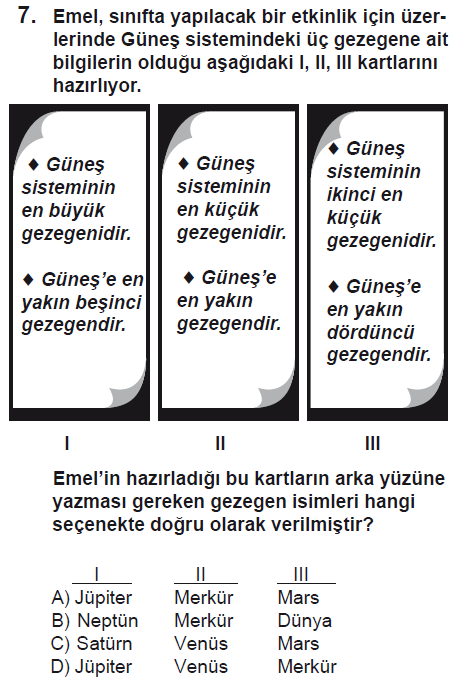 7. Emel, sınıfta yapılacak bir etkinlik için üzer-
lerinde Güneş sistemindeki üç gezegene ait
bilgilerin olduğu aşağıdaki I, II, III kartlarını
hazırlıyor.
♦ Güneş
sisteminin
en büyük
gezegenidir.
♦ Güneş’e en
yakın beşinci
gezegendir.
I
♦ Güneş
sisteminin
en küçük
gezegenidir.
♦ Güneş’e
en yakın
gezegendir.
II
♦ Güneş
sisteminin
ikinci en
küçük
gezegenidir.
♦ Güneş’e
en yakın
dördüncü
gezegendir.
III
Emel’in hazırladığı bu kartların arka yüzüne
yazması gereken gezegen isimleri hangi
seçenekte doğru olarak verilmiştir?
I II III
A) Jüpiter Merkür Mars
B) Neptün Merkür Dünya
C) Satürn Venüs Mars
D) Jüpiter Venüs Merkür